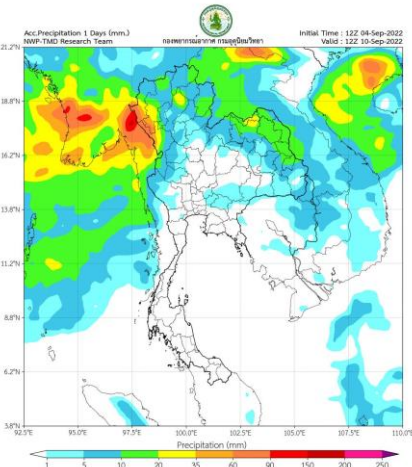 Acc.Precipitation 1 Days (mm.)
NWP-TMD Research Team
กองพยากรณ์อากาศ กรมอุตุนิยมวิทยา
Initial Time : 12Z 04-Sep-2022
Valid : 12Z 10-Sep-2022
21.2°N
18.8°N
16.2°N
13.8°N
11.2°N
8.8°N
6.2°N
3.8°N
92.5°E 95.0°E 97.5°E 100.0°E 102.5°E 105.0°E 107.5°E 110.0°E
Precipitation (mm)
1 5 10 20 35 60 90 150 200 250